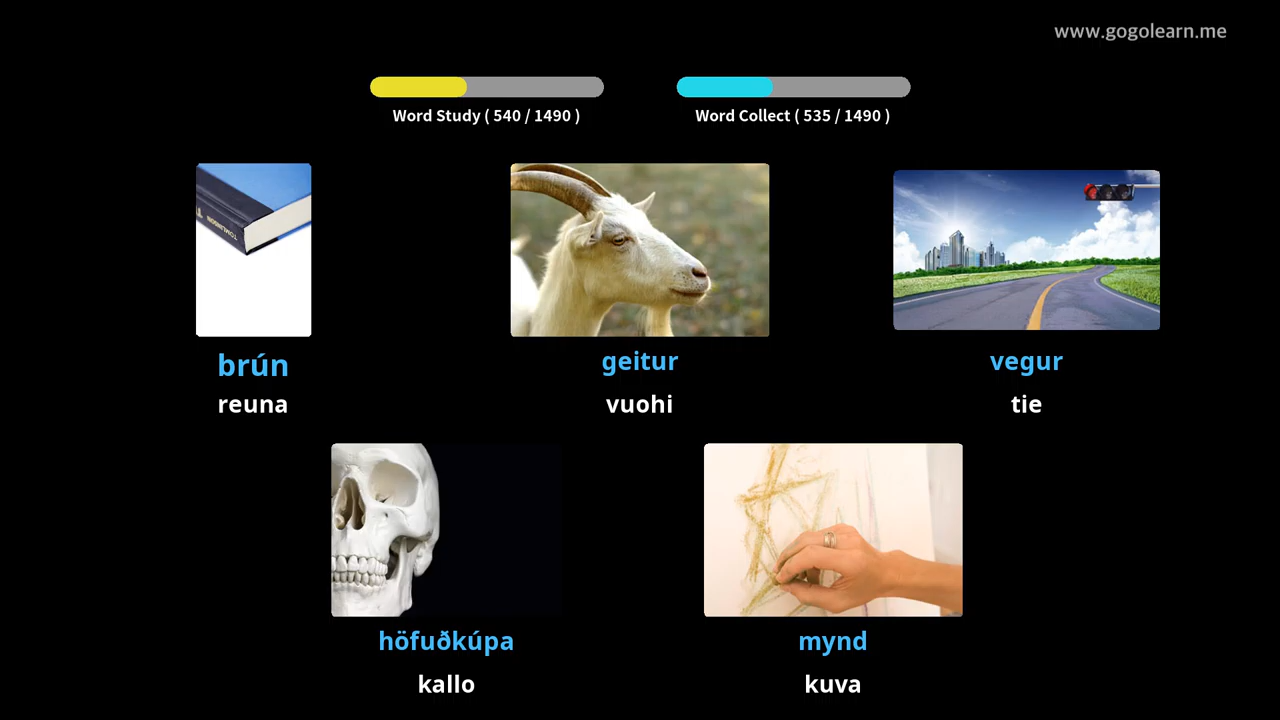 www.gogolearn.me
Word Study ( 540 / 1490 )
Word Collect ( 535 / 1490 )
TOMLINSON
brún
reuna
geitur
vuohi
vegur
tie
höfuðkúpa
kallo
mynd
kuva